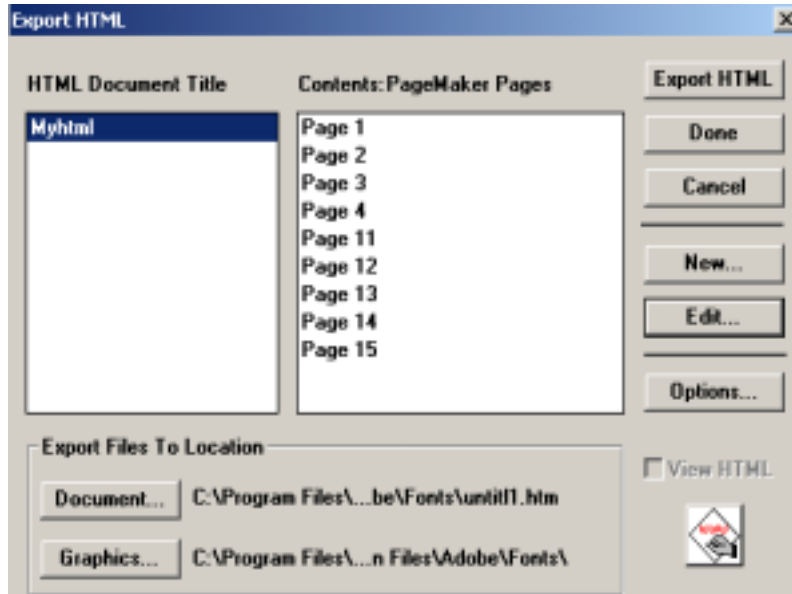 Export HTML
HTML Document Title
Contents: PageMaker Pages
Myhtml
Page 1
Page 2
Page 3
Page 4
Page 11
Page 12
Page 13
Page 14
Page 15
Export HTML
Done
Cancel
New...
Edit...
Options...
Export Files To Location
Document...
C:\Program Files\...be\Fonts\untitl1.htm
Graphics...
C:\Program Files\...n Files\Adobe\Fonts\
View HTML